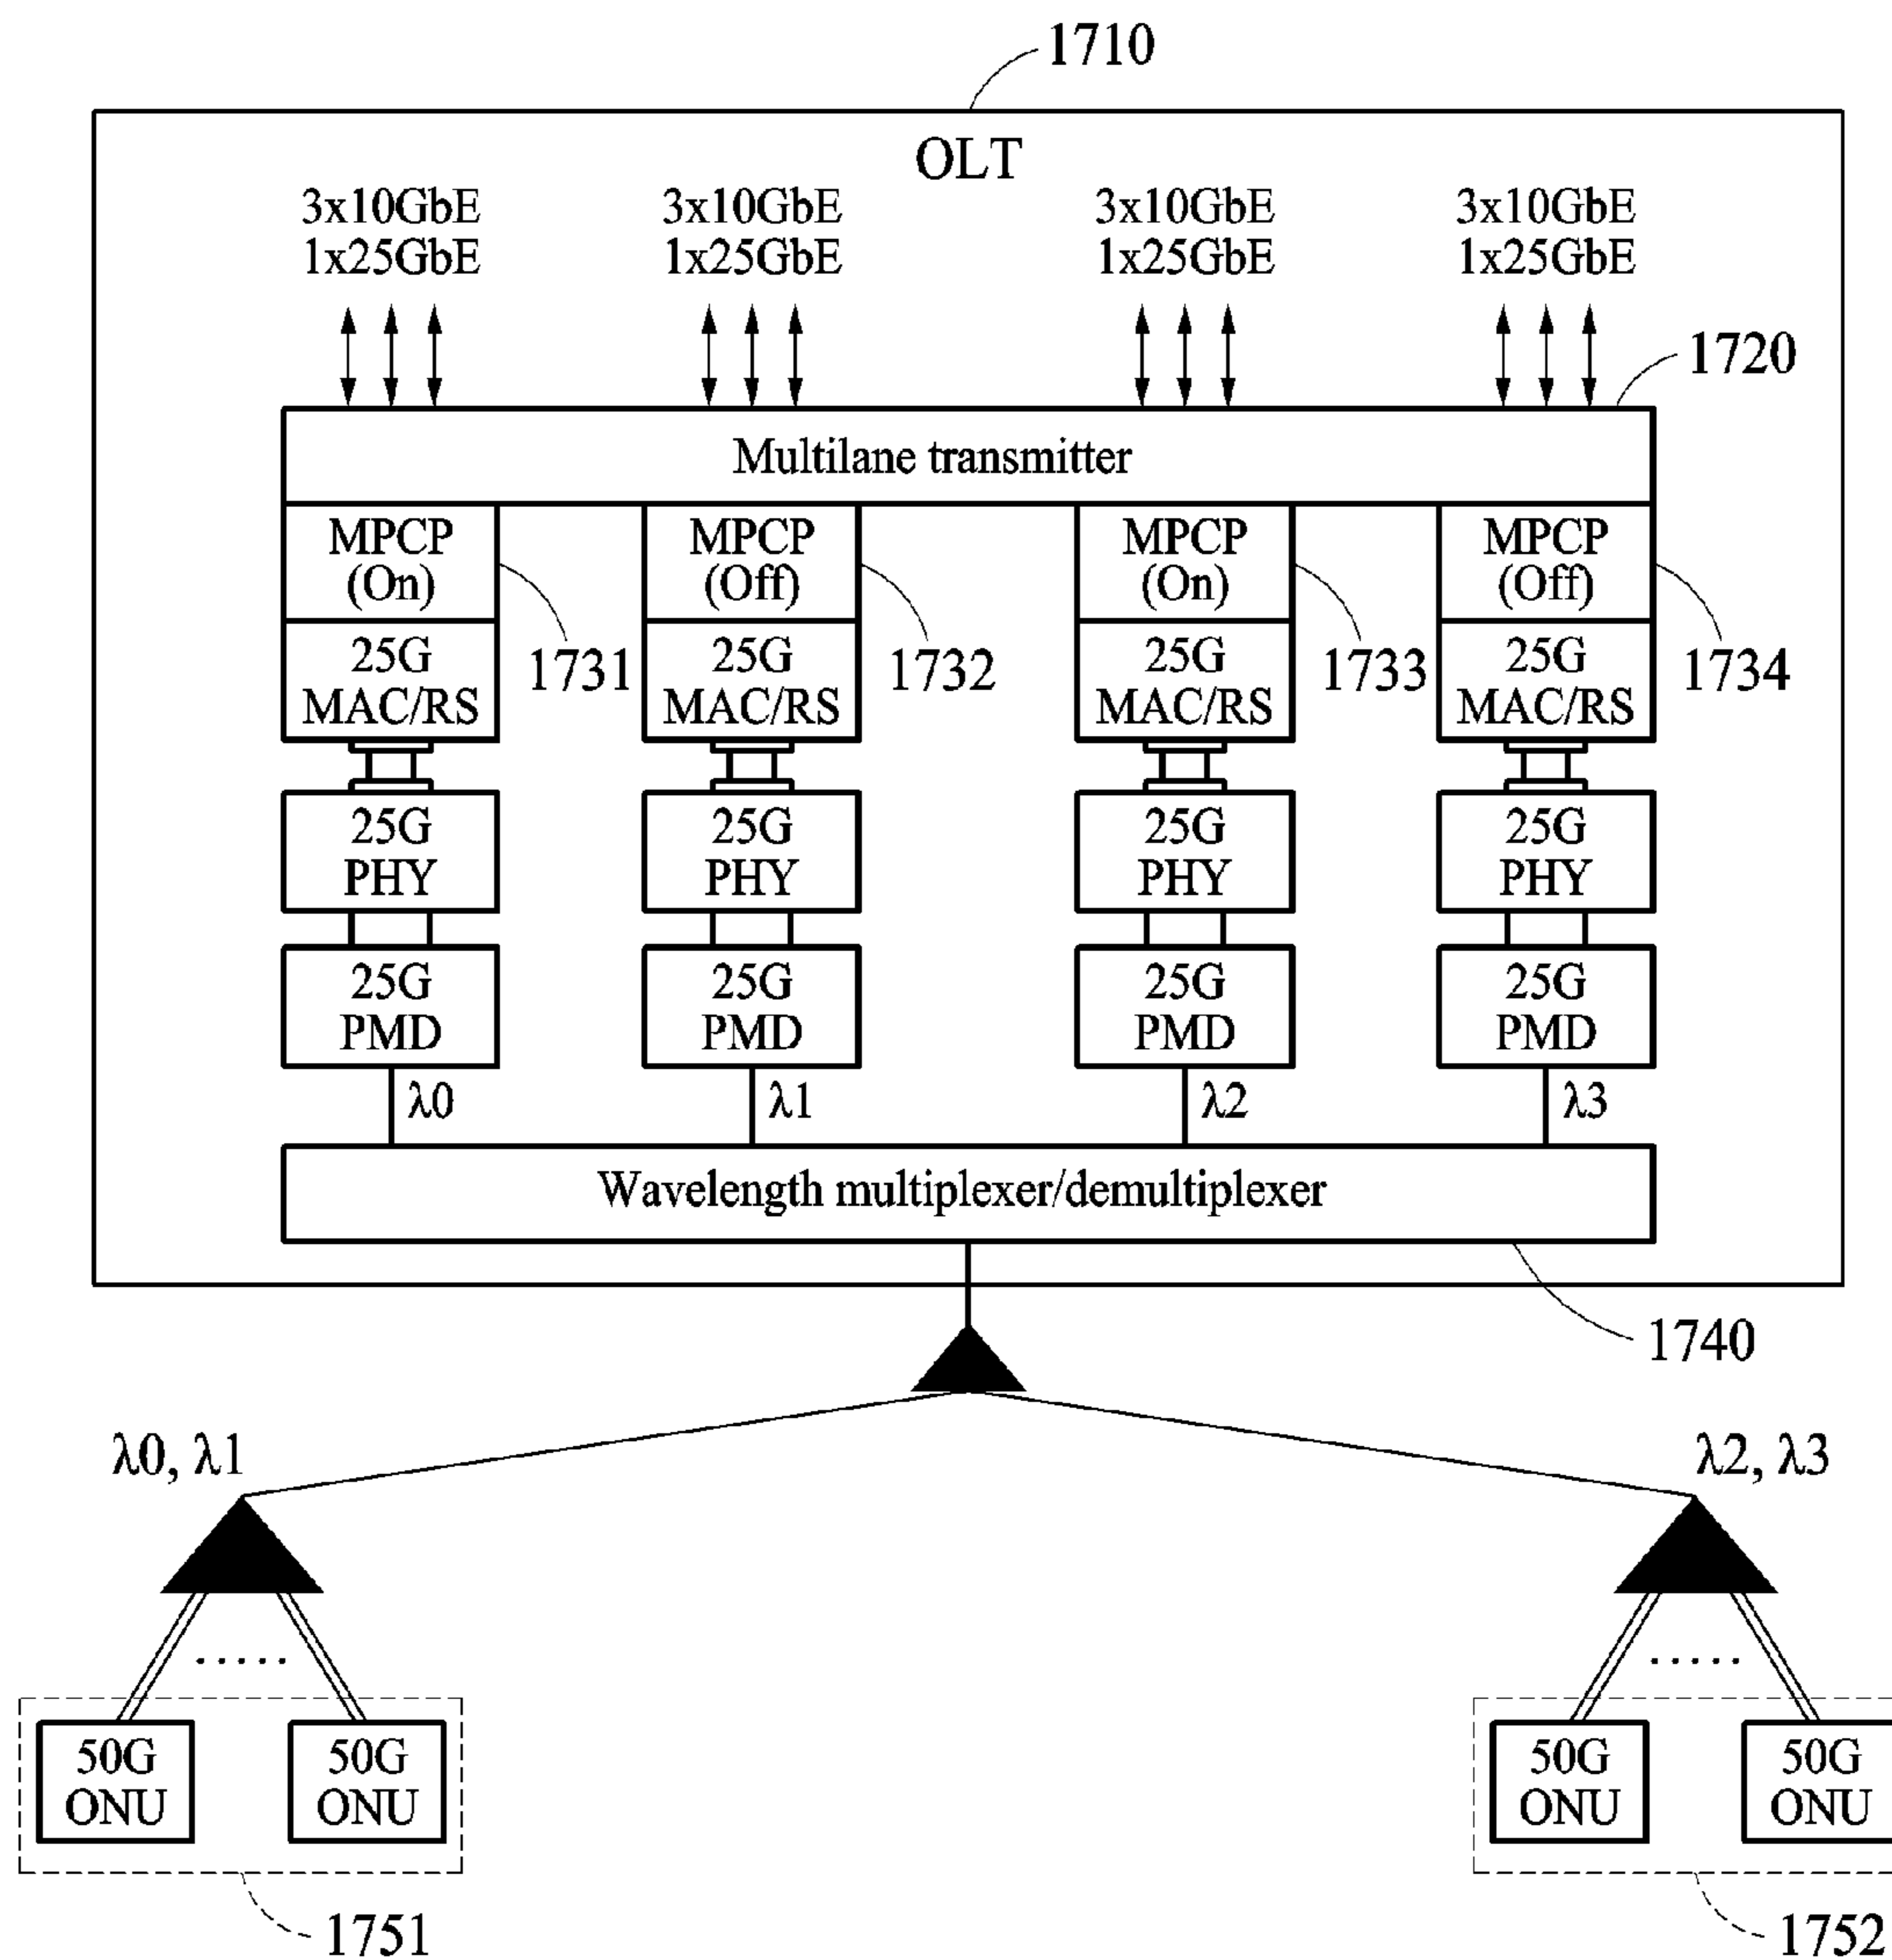 1710
OLT
3x10GbE 3x10GbE 3x10GbE 3x10GbE
1x25GbE 1x25GbE 1x25GbE 1x25GbE
1720
Multilane transmitter
MPCP MPCP MPCP MPCP
(On) (Off) (On) (Off)
25G 25G 25G 25G
MAC/RS MAC/RS MAC/RS MAC/RS
1731 1732 1733 1734
25G 25G 25G 25G
PHY PHY PHY PHY
25G 25G 25G 25G
PMD PMD PMD PMD
λ0 λ1 λ2 λ3
Wavelength multiplexer/demultiplexer
1740
λ0, λ1 λ2, λ3
.....  .....
50G 50G 50G 50G
ONU ONU ONU ONU
1751 1752